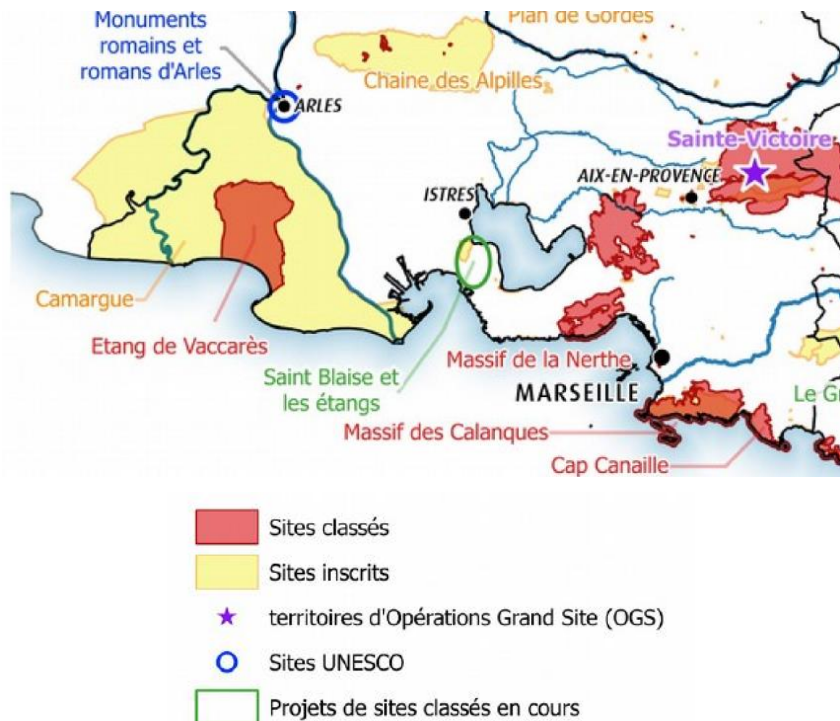 Monuments
romains et
romans d'Arles
Plan de Gordes
Chaine des Alpilles
ARLES
Sainte-Victoire
AIX-EN-PROVENCE
ISTRES
Camargue
Etang de Vaccarès
Saint Blaise et
les étangs
Massif de la Nerthe
MARSEILLE
Le G
Massif des Calanques
Cap Canaille
Sites classés
Sites inscrits
territoires d'Opérations Grand Site (OGS)
Sites UNESCO
Projets de sites classés en cours